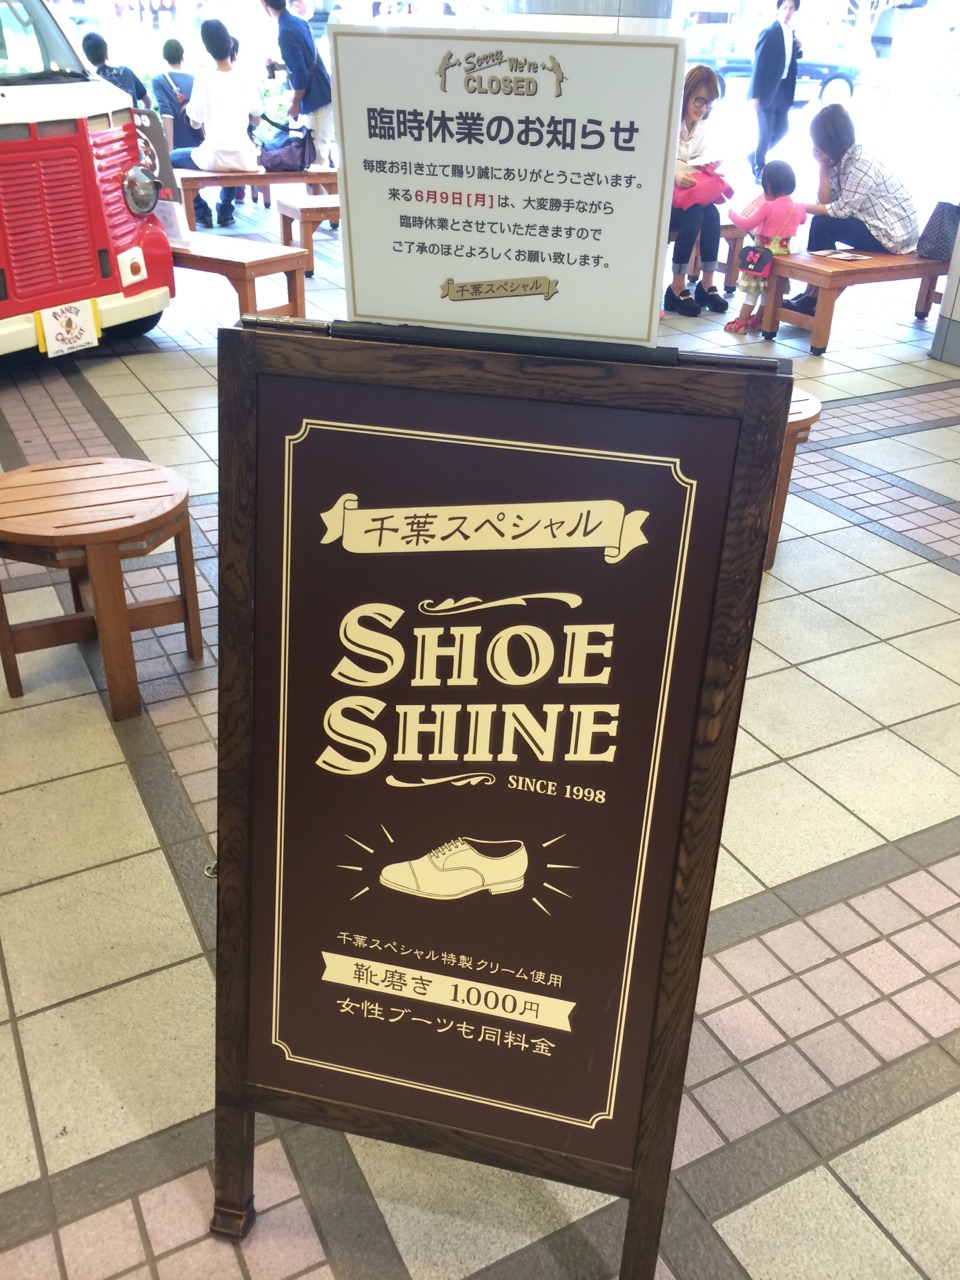 Sorry We're
CLOSED
臨時休業のお知らせ
毎度お引き立て賜り誠にありがとうございます。
来る6月9日[月]は、大変勝手ながら
臨時休業とさせていただきますので
ご了承のほどよろしくお願い致します。
千葉スペシャル
千葉スペシャル
SHOE
SHINE
SINCE 1998
千葉スペシャル特製クリーム使用
靴磨き 1,000円
女性ブーツも同料金
PLANETE
CHOCOLAT